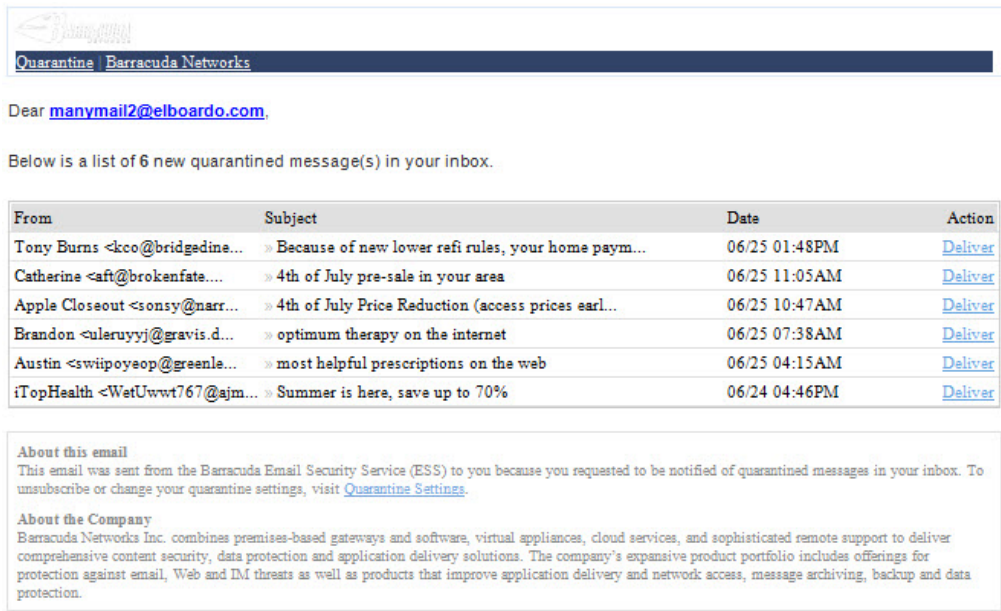 Barracuda
NETWORKS
Quarantine | Barracuda Networks
Dear manymail2@elboardo.com,
Below is a list of 6 new quarantined message(s) in your inbox.
From Subject Date Action
Tony Burns <kco@bridgedine... » Because of new lower refi rules, your home paym... 06/25 01:48PM Deliver
Catherine <aft@brokenfate.... » 4th of July pre-sale in your area 06/25 11:05AM Deliver
Apple Closeout <sonsy@narr... » 4th of July Price Reduction (access prices earl... 06/25 10:47AM Deliver
Brandon <uleruyyj@gravis.d... » optimum therapy on the internet 06/25 07:38AM Deliver
Austin <swiipoyeop@greenle... » most helpful prescriptions on the web 06/25 04:15AM Deliver
iTopHealth <WetUwwt767@ajm... » Summer is here, save up to 70% 06/24 04:46PM Deliver
About this email
This email was sent from the Barracuda Email Security Service (ESS) to you because you requested to be notified of quarantined messages in your inbox. To
unsubscribe or change your quarantine settings, visit Quarantine Settings.
About the Company
Barracuda Networks Inc. combines premises-based gateways and software, virtual appliances, cloud services, and sophisticated remote support to deliver
comprehensive content security, data protection and application delivery solutions. The company's expansive product portfolio includes offerings for
protection against email, Web and IM threats as well as products that improve application delivery and network access, message archiving, backup and data
protection.